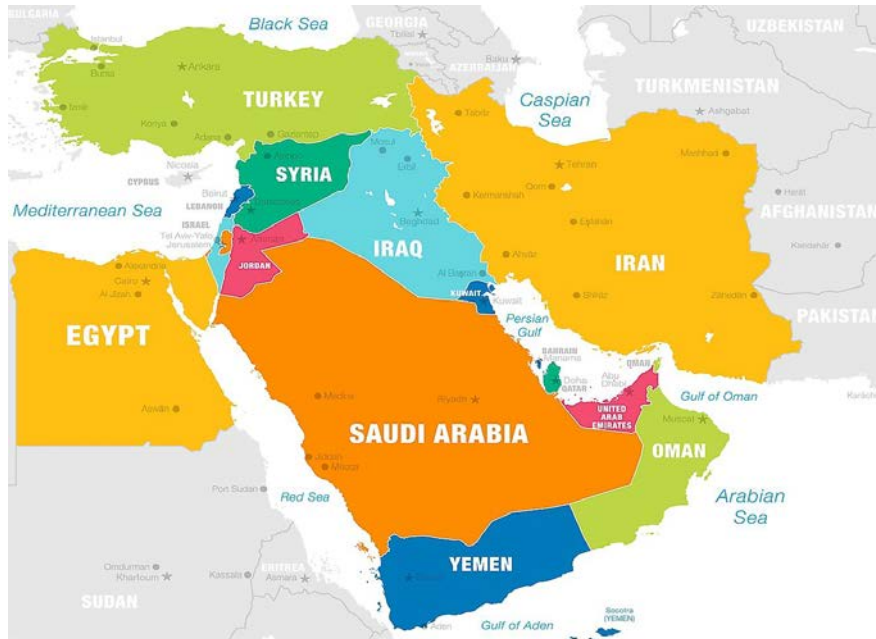 BULGARIA
Black Sea
GEORGIA
Tbilisi
UZBEKISTAN
Istanbul
Bursa
Ankara
AZERBAIJAN
Baku
TURKMENISTAN
Ashgabat
Caspian
Sea
TURKEY
Izmir
Konya
Adana
Gaziantep
Tabriz
Tehran
Mashhad
Nicosia
CYPRUS
Aleppo
SYRIA
Mosul
Erbil
Qom
Kermanshah
Herat
Mediterranean Sea
Beirut
LEBANON
Damascus
Baghdad
IRAQ
Esfahan
AFGHANISTAN
ISRAEL
Tel Aviv-Yafo
Jerusalem
Amman
JORDAN
Ahvaz
IRAN
Kandahar
Alexandria
Cairo
Al Jizah
Al Basrah
KUWAIT
Kuwait
Shiraz
Zahedan
PAKISTAN
EGYPT
Persian
Gulf
BAHRAIN
Manama
Doha
QATAR
Abu
Dhabi
OMAN
Gulf of Oman
Karachi
Aswan
Medina
Riyadh
UNITED
ARAB
EMIRATES
Muscat
SAUDI ARABIA
OMAN
Jiddah
Mecca
Port Sudan
Red Sea
Arabian
Sea
Omdurman
Khartoum
Kassala
ERITREA
Asmara
YEMEN
Sanaa
SUDAN
Aden
Gulf of Aden
Socotra
(YEMEN)